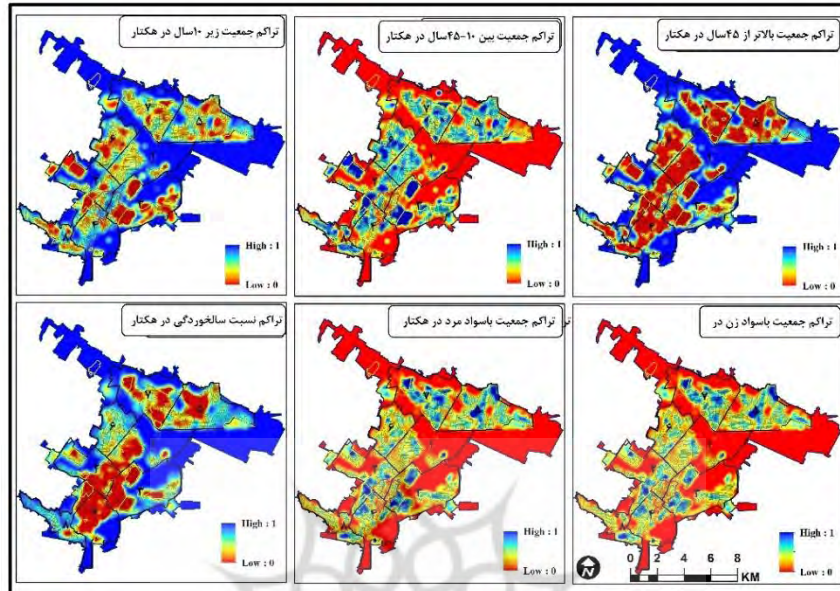 تراکم جمعیت زیر ۱۰سال در هکتار
High : 1
Low : 0
تراکم جمعیت بین ۱۰-۴۵سال در هکتار
High : 1
Low : 0
تراکم جمعیت بالاتر از ۴۵سال در هکتار
High : 1
Low : 0
تراکم نسبت سالخوردگی در هکتار
High : 1
Low : 0
تراکم جمعیت باسواد مرد در هکتار
High : 1
Low : 0
تر
تراکم جمعیت باسواد زن در
High : 1
Low : 0
N
0 2 4 6 8
KM